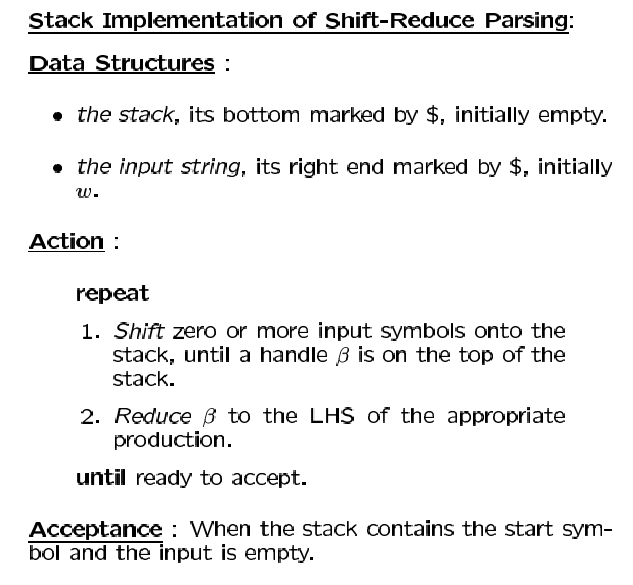 Stack Implementation of Shift-Reduce Parsing:
Data Structures :
• the stack, its bottom marked by $, initially empty.
• the input string, its right end marked by $, initially
w.
Action :
repeat
1. Shift zero or more input symbols onto the
stack, until a handle β is on the top of the
stack.
2. Reduce β to the LHS of the appropriate
production.
until ready to accept.
Acceptance : When the stack contains the start sym-
bol and the input is empty.